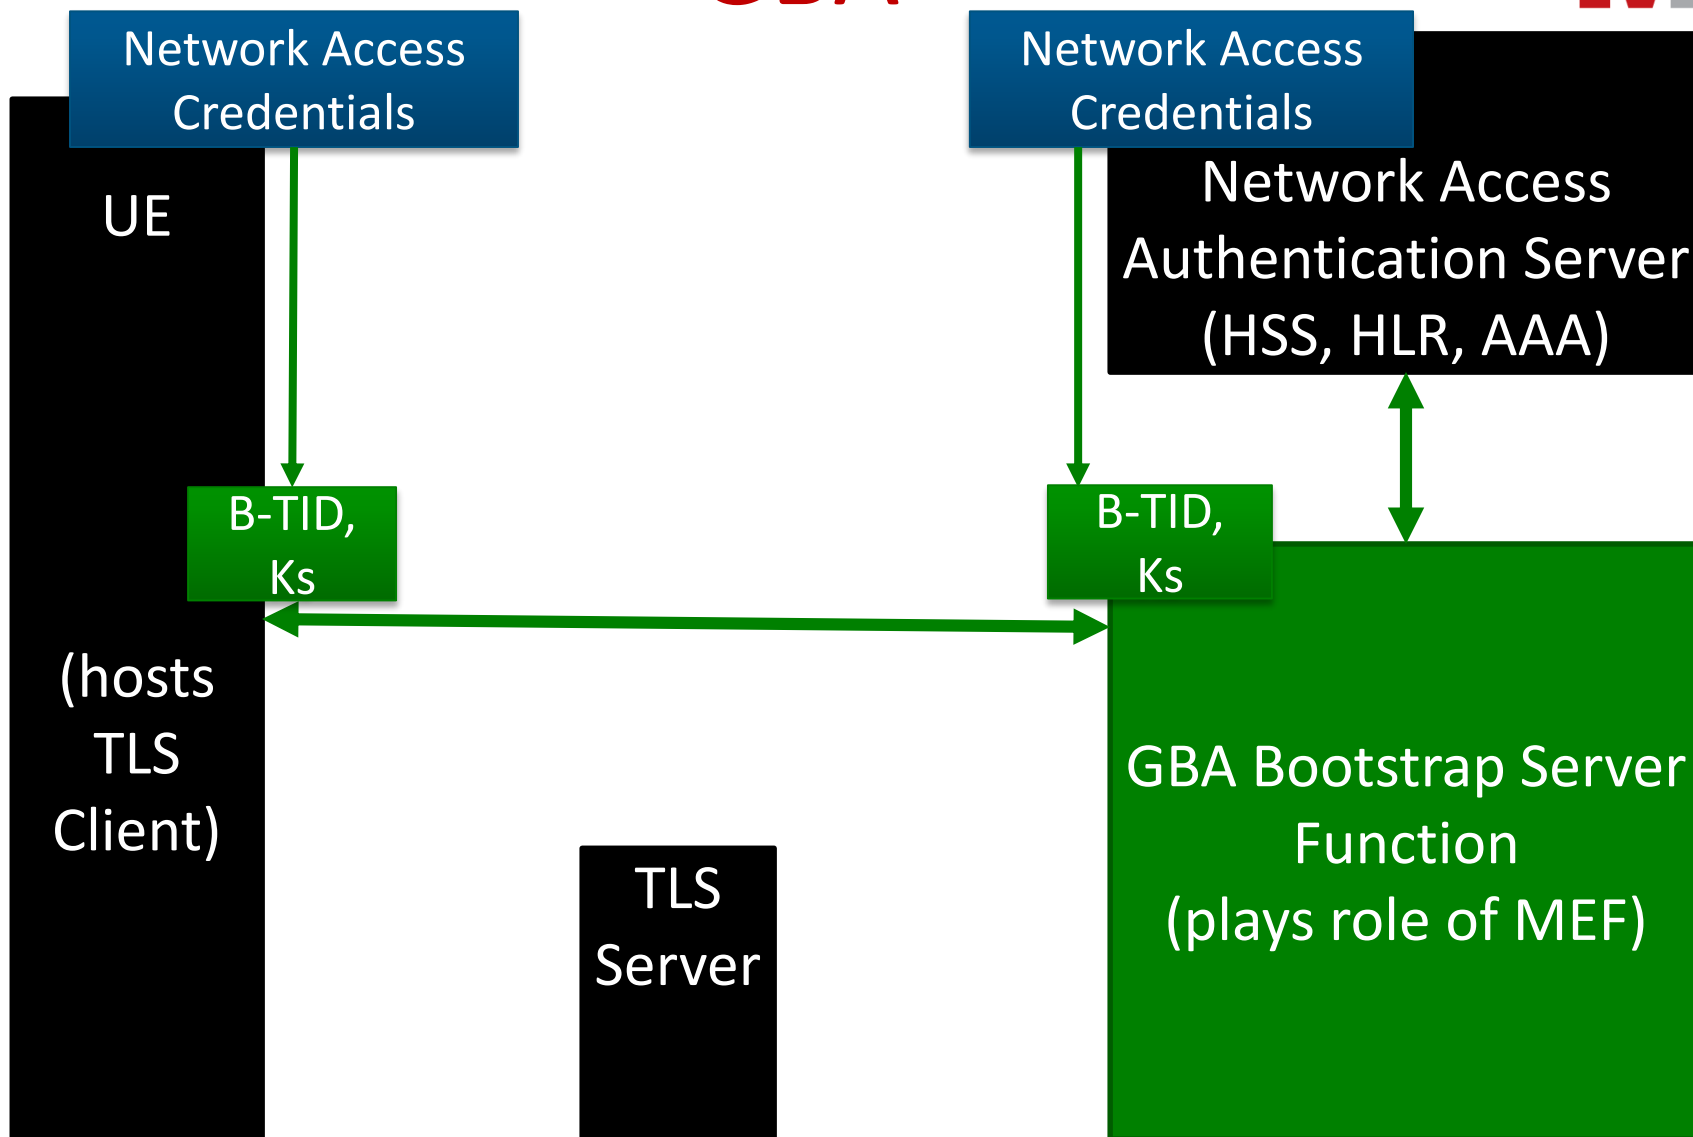 GBA
Network Access
Credentials
Network Access
Credentials
UE
(hosts
TLS
Client)
Network Access
Authentication Server
(HSS, HLR, AAA)
B-TID,
Ks
B-TID,
Ks
TLS
Server
GBA Bootstrap Server
Function
(plays role of MEF)